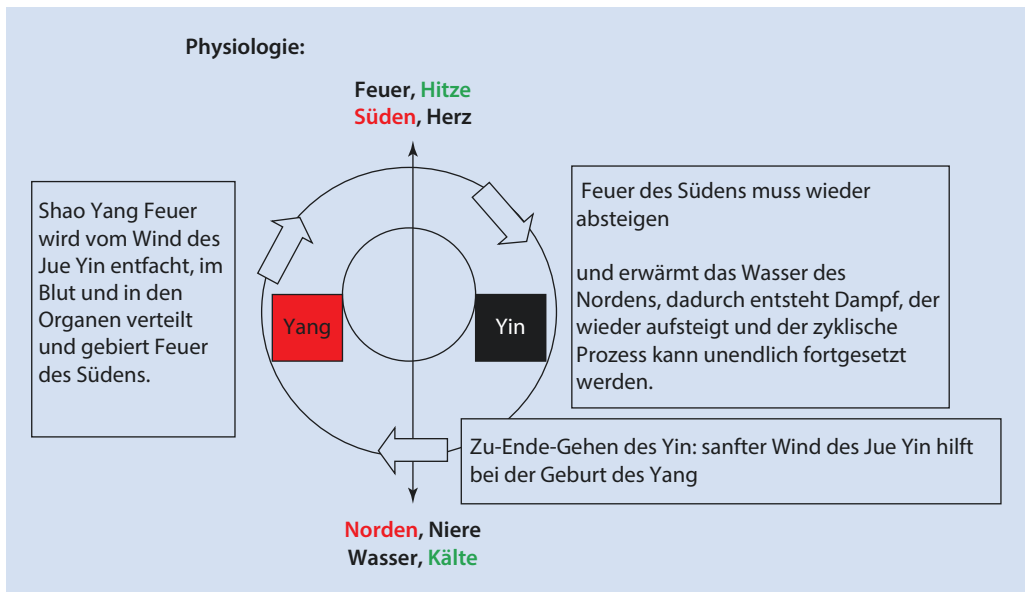 Physiologie:
Feuer, Hitze
Süden, Herz
Shao Yang Feuer
wird vom Wind des
Jue Yin entfacht, im
Blut und in den
Organen verteilt
und gebiert Feuer
des Südens.
Yang
Yin
Feuer des Südens muss wieder
absteigen
und erwärmt das Wasser des
Nordens, dadurch entsteht Dampf, der
wieder aufsteigt und der zyklische
Prozess kann unendlich fortgesetzt
werden.
Zu-Ende-Gehen des Yin: sanfter Wind des Jue Yin hilft
bei der Geburt des Yang
Norden, Niere
Wasser, Kälte